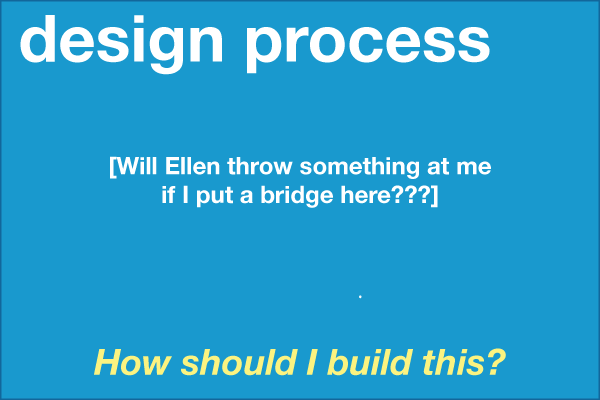 design process
[Will Ellen throw something at me
if I put a bridge here???]
How should I build this?